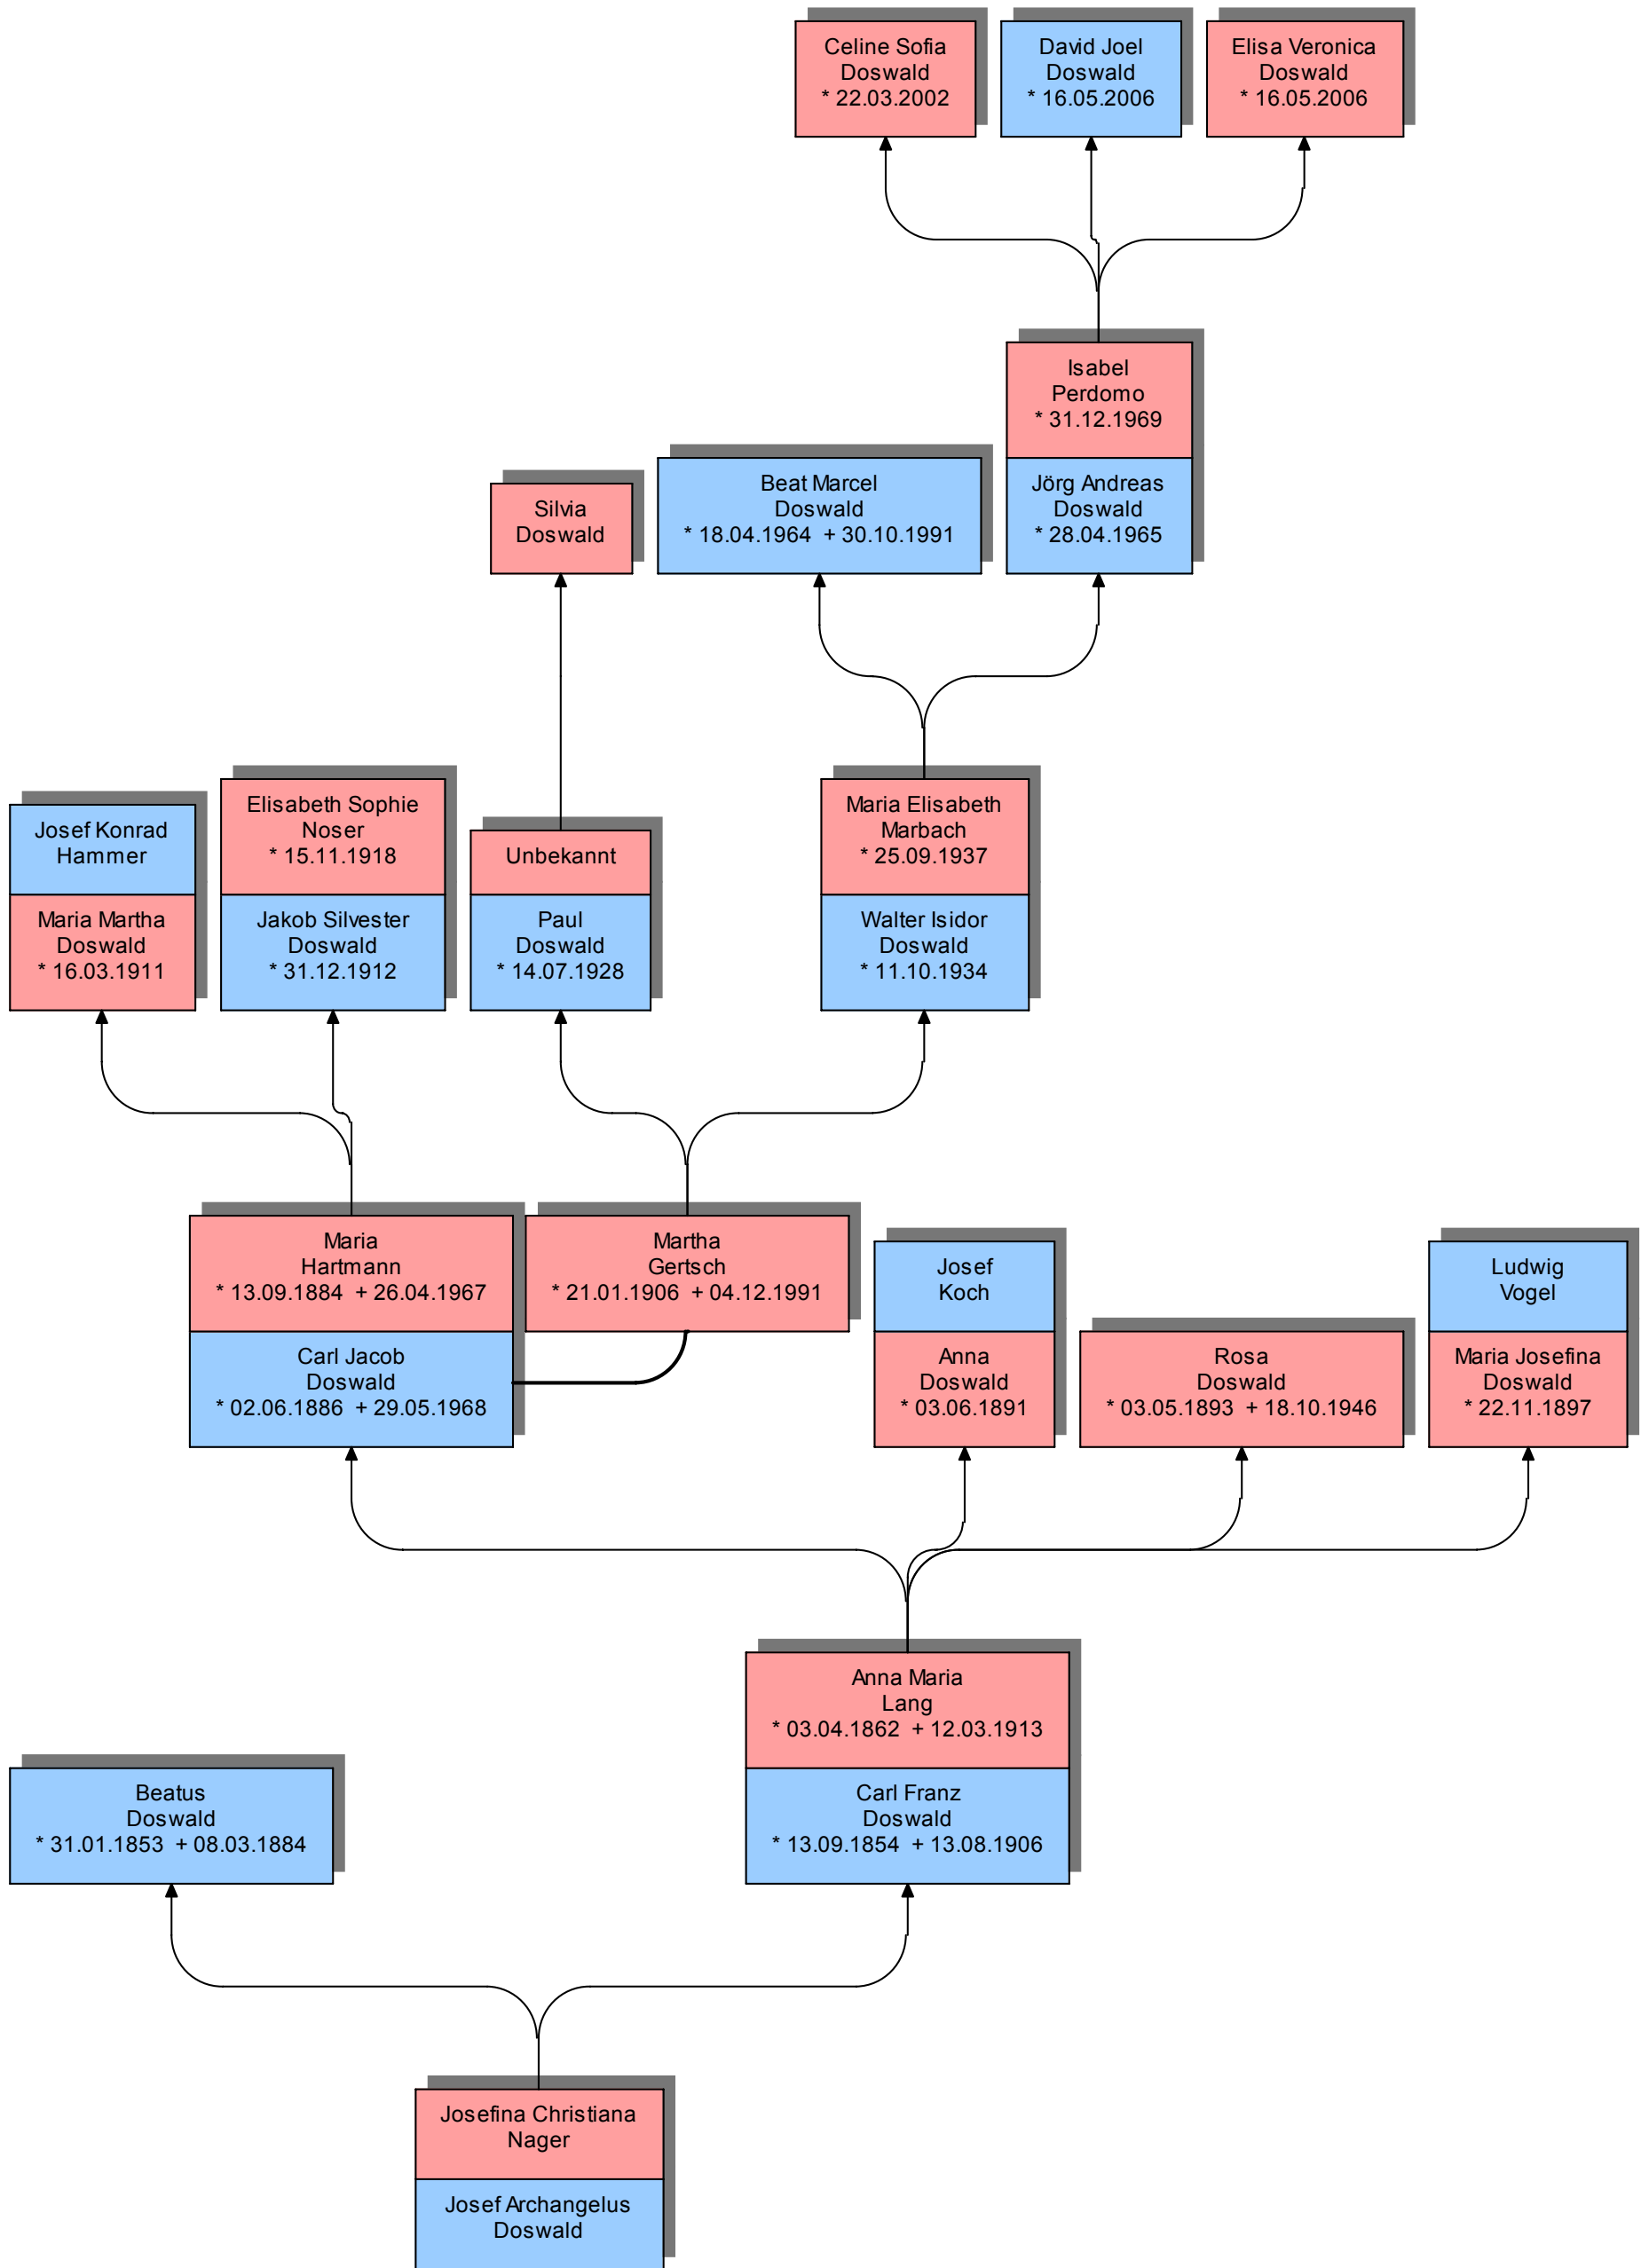 Celine Sofia
Doswald
* 22.03.2002
David Joel
Doswald
* 16.05.2006
Elisa Veronica
Doswald
* 16.05.2006
Isabel
Perdomo
* 31.12.1969
Jörg Andreas
Doswald
* 28.04.1965
Beat Marcel
Doswald
* 18.04.1964 + 30.10.1991
Silvia
Doswald
Josef Konrad
Hammer
Maria Martha
Doswald
* 16.03.1911
Elisabeth Sophie
Noser
* 15.11.1918
Jakob Silvester
Doswald
* 31.12.1912
Unbekannt
Paul
Doswald
* 14.07.1928
Maria Elisabeth
Marbach
* 25.09.1937
Walter Isidor
Doswald
* 11.10.1934
Maria
Hartmann
* 13.09.1884 + 26.04.1967
Carl Jacob
Doswald
* 02.06.1886 + 29.05.1968
Martha
Gertsch
* 21.01.1906 + 04.12.1991
Josef
Koch
Anna
Doswald
* 03.06.1891
Rosa
Doswald
* 03.05.1893 + 18.10.1946
Ludwig
Vogel
Maria Josefina
Doswald
* 22.11.1897
Anna Maria
Lang
* 03.04.1862 + 12.03.1913
Carl Franz
Doswald
* 13.09.1854 + 13.08.1906
Beatus
Doswald
* 31.01.1853 + 08.03.1884
Josefina Christiana
Nager
Josef Archangelus
Doswald